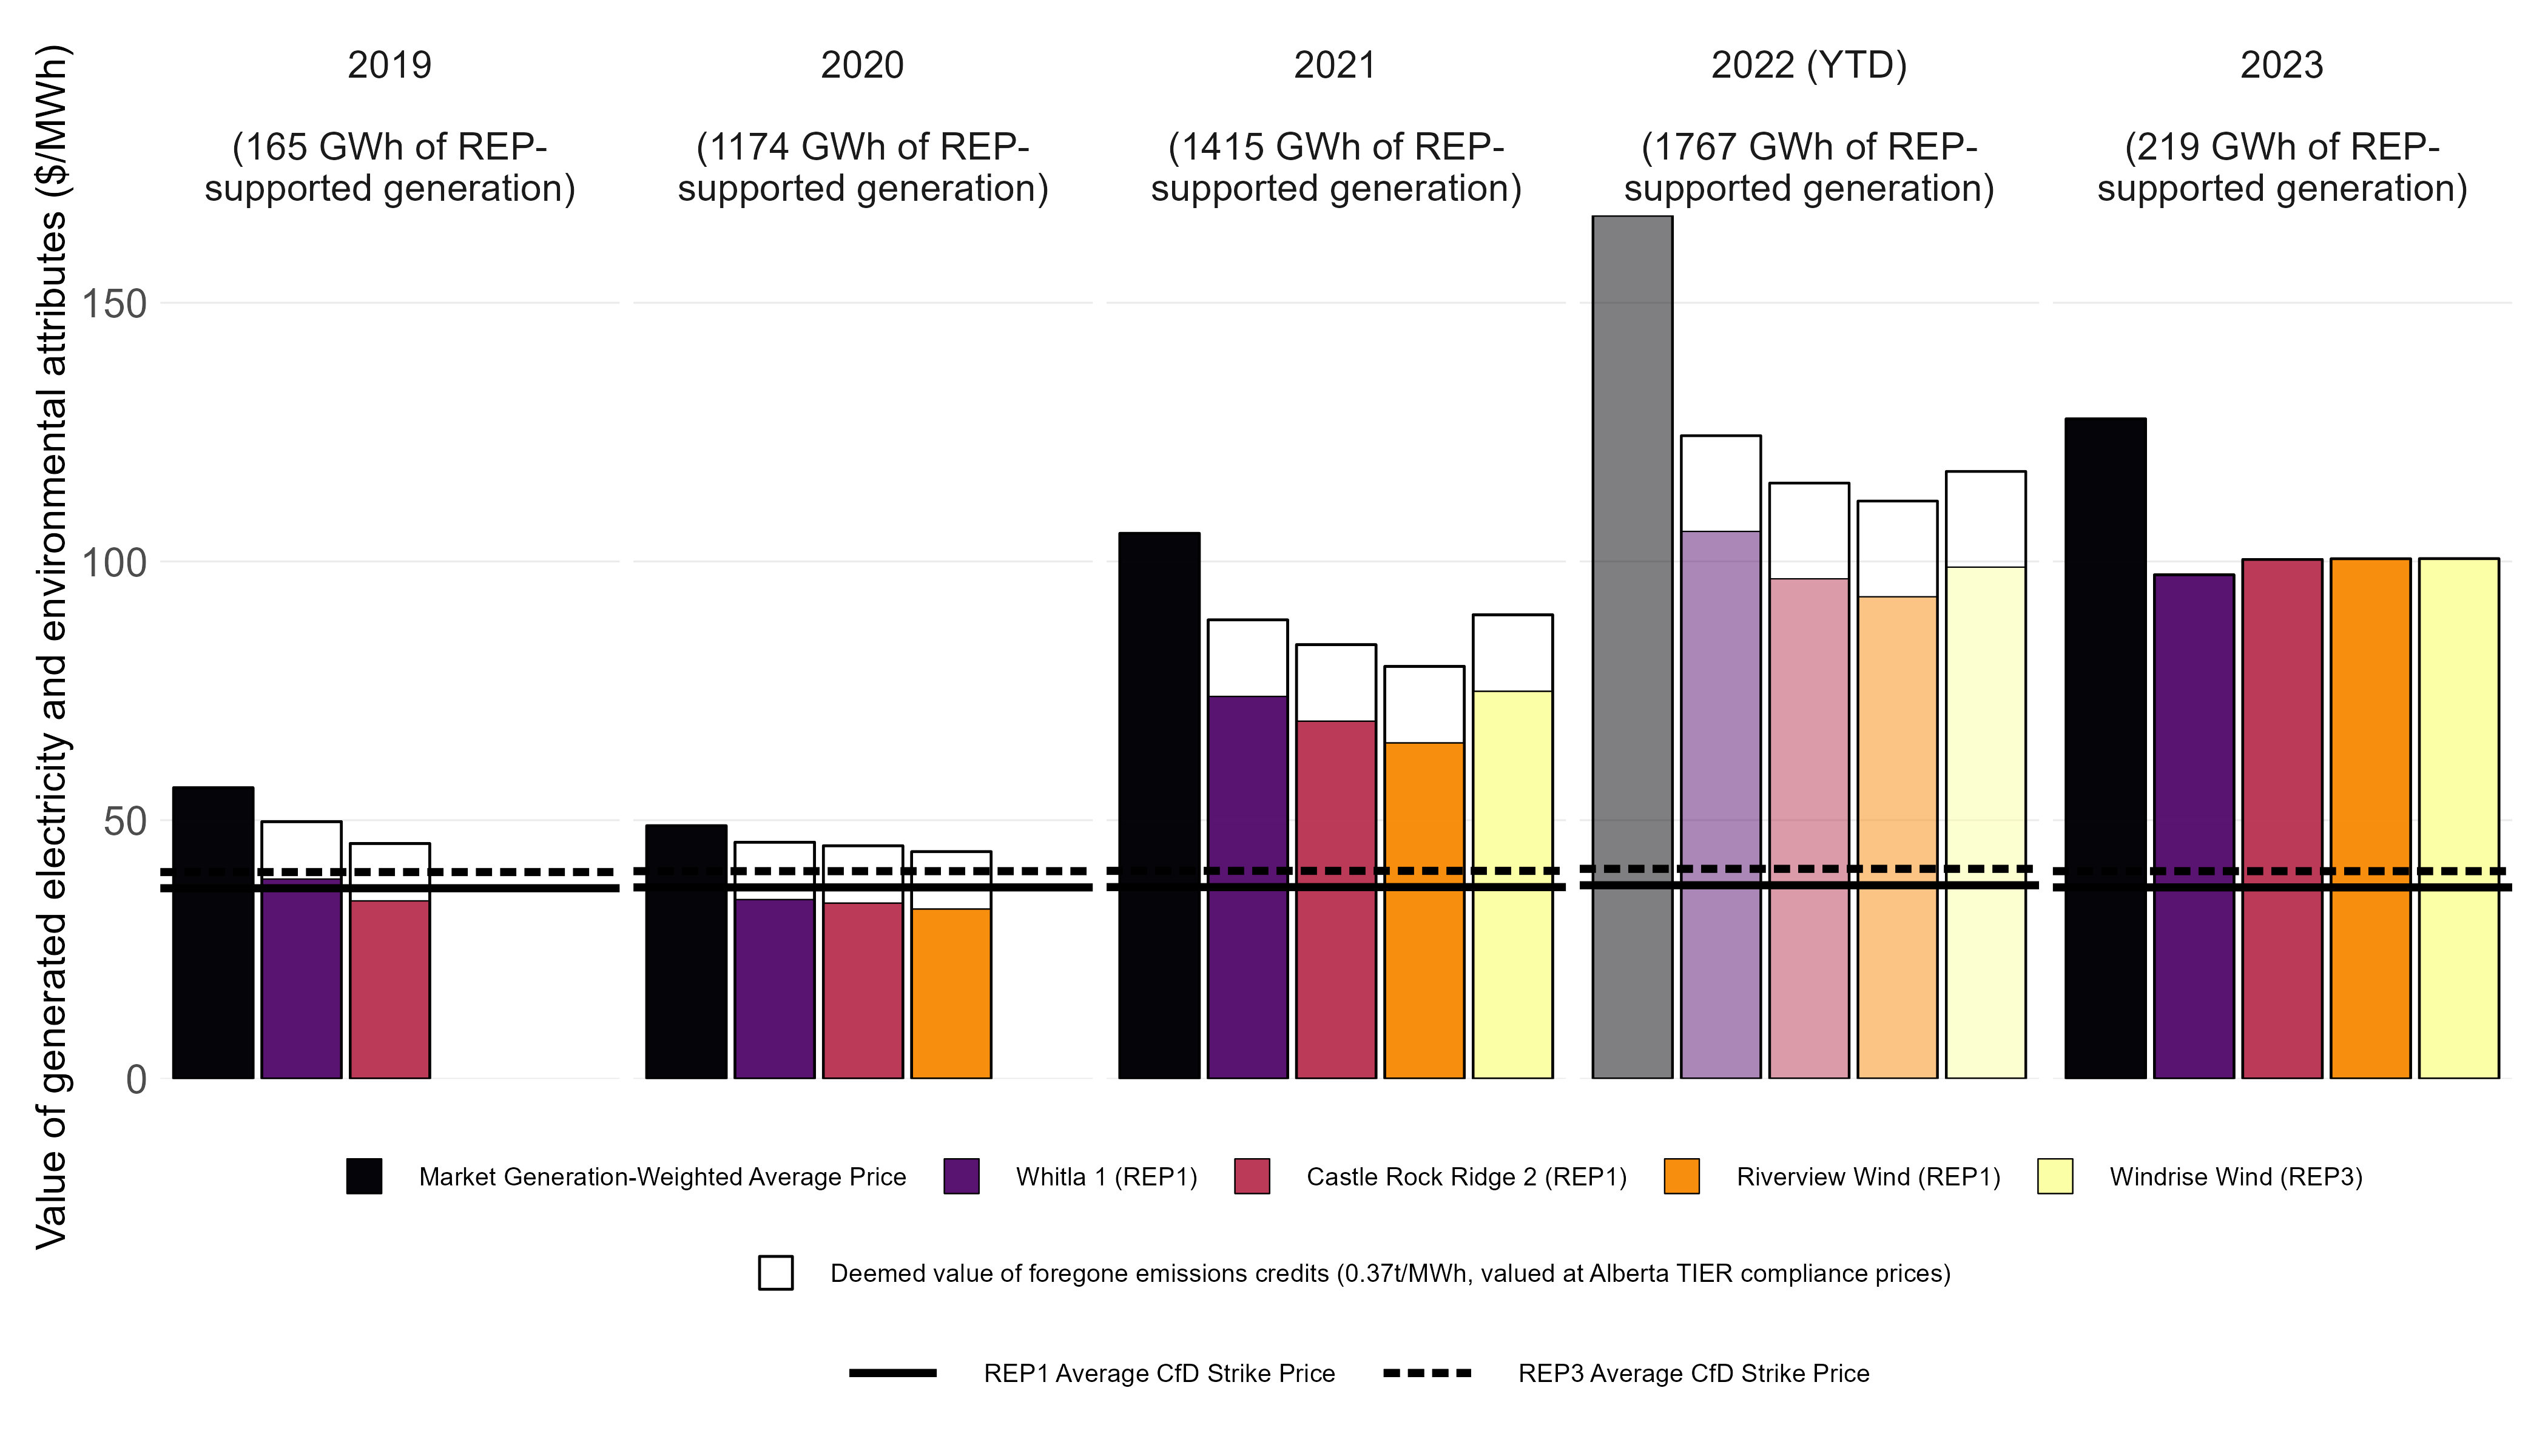 Value of generated electricity and environmental attributes ($/MWh)
2019
(165 GWh of REP-
supported generation)
2020
(1174 GWh of REP-
supported generation)
2021
(1415 GWh of REP-
supported generation)
2022 (YTD)
(1767 GWh of REP-
supported generation)
2023
(219 GWh of REP-
supported generation)
150
100
50
0
Market Generation-Weighted Average Price
Whitla 1 (REP1)
Castle Rock Ridge 2 (REP1)
Riverview Wind (REP1)
Windrise Wind (REP3)
Deemed value of foregone emissions credits (0.37t/MWh, valued at Alberta TIER compliance prices)
REP1 Average CfD Strike Price
REP3 Average CfD Strike Price